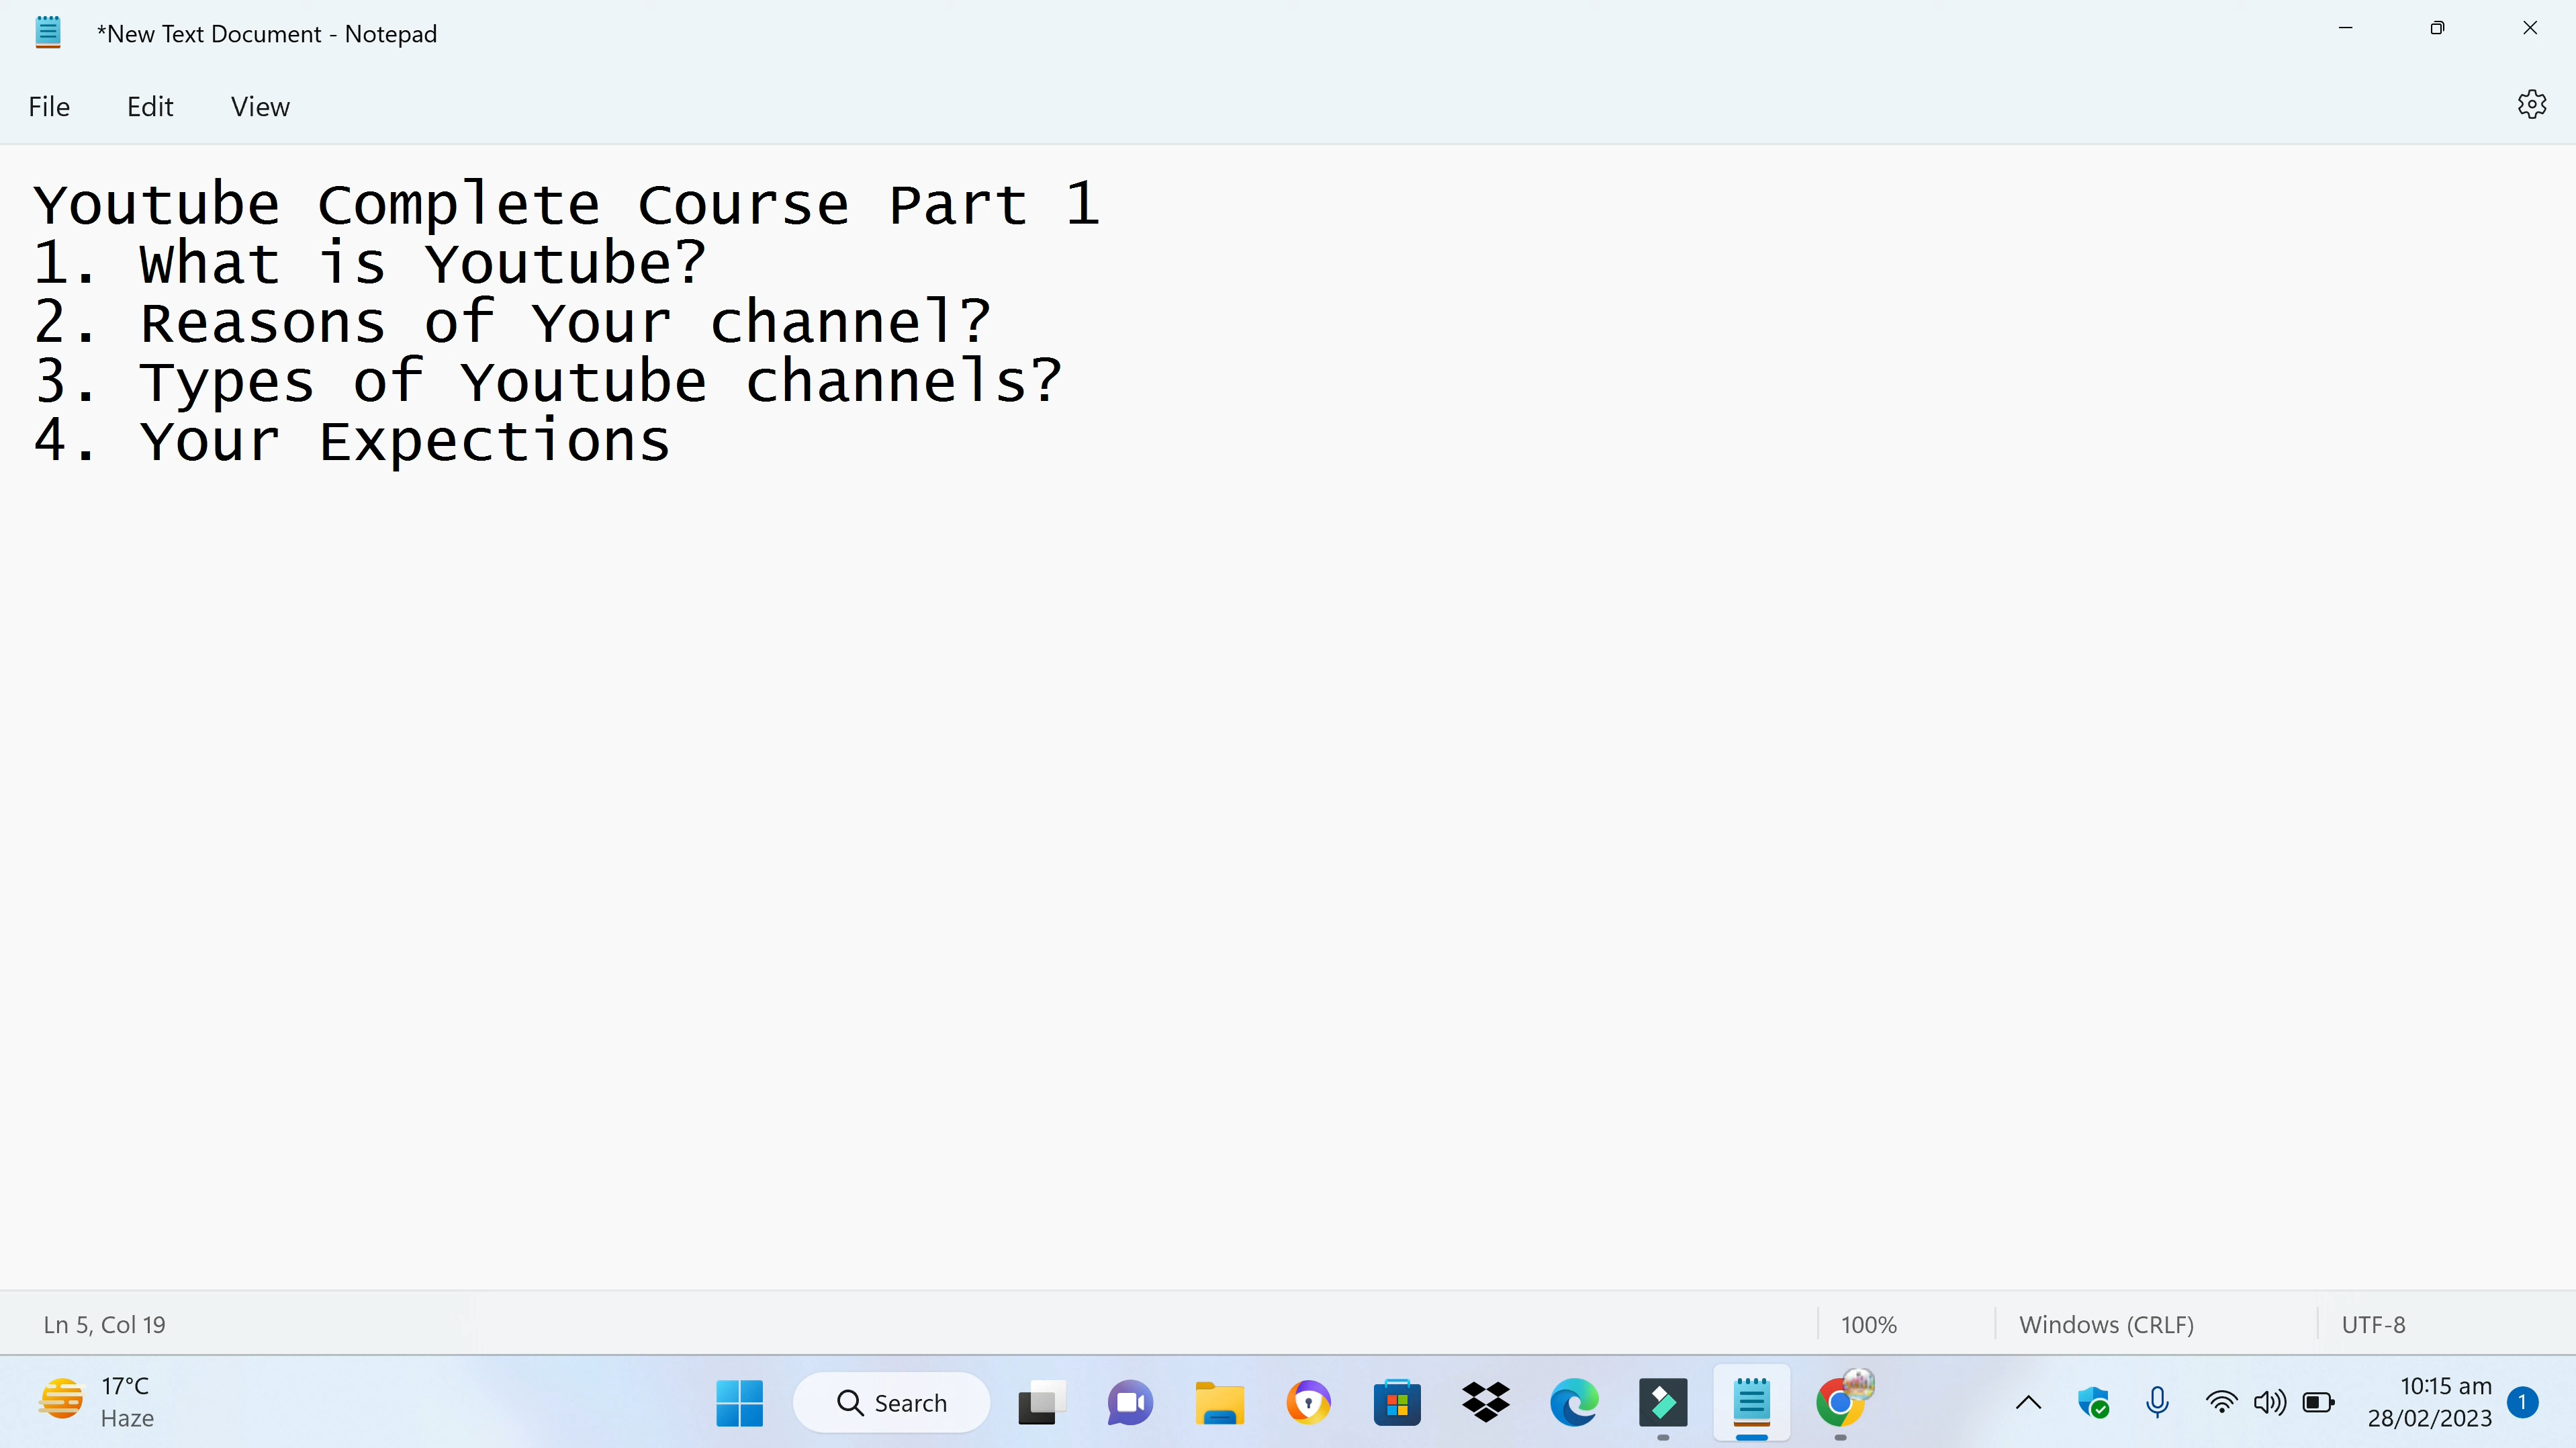 *New Text Document - Notepad
File Edit View
Youtube Complete Course Part 1
1. What is Youtube?
2. Reasons of Your channel?
3. Types of Youtube channels?
4. Your Expections
Ln 5, Col 19 100% Windows (CRLF) UTF-8
17°C
Haze
Search
10:15 am
28/02/2023
1